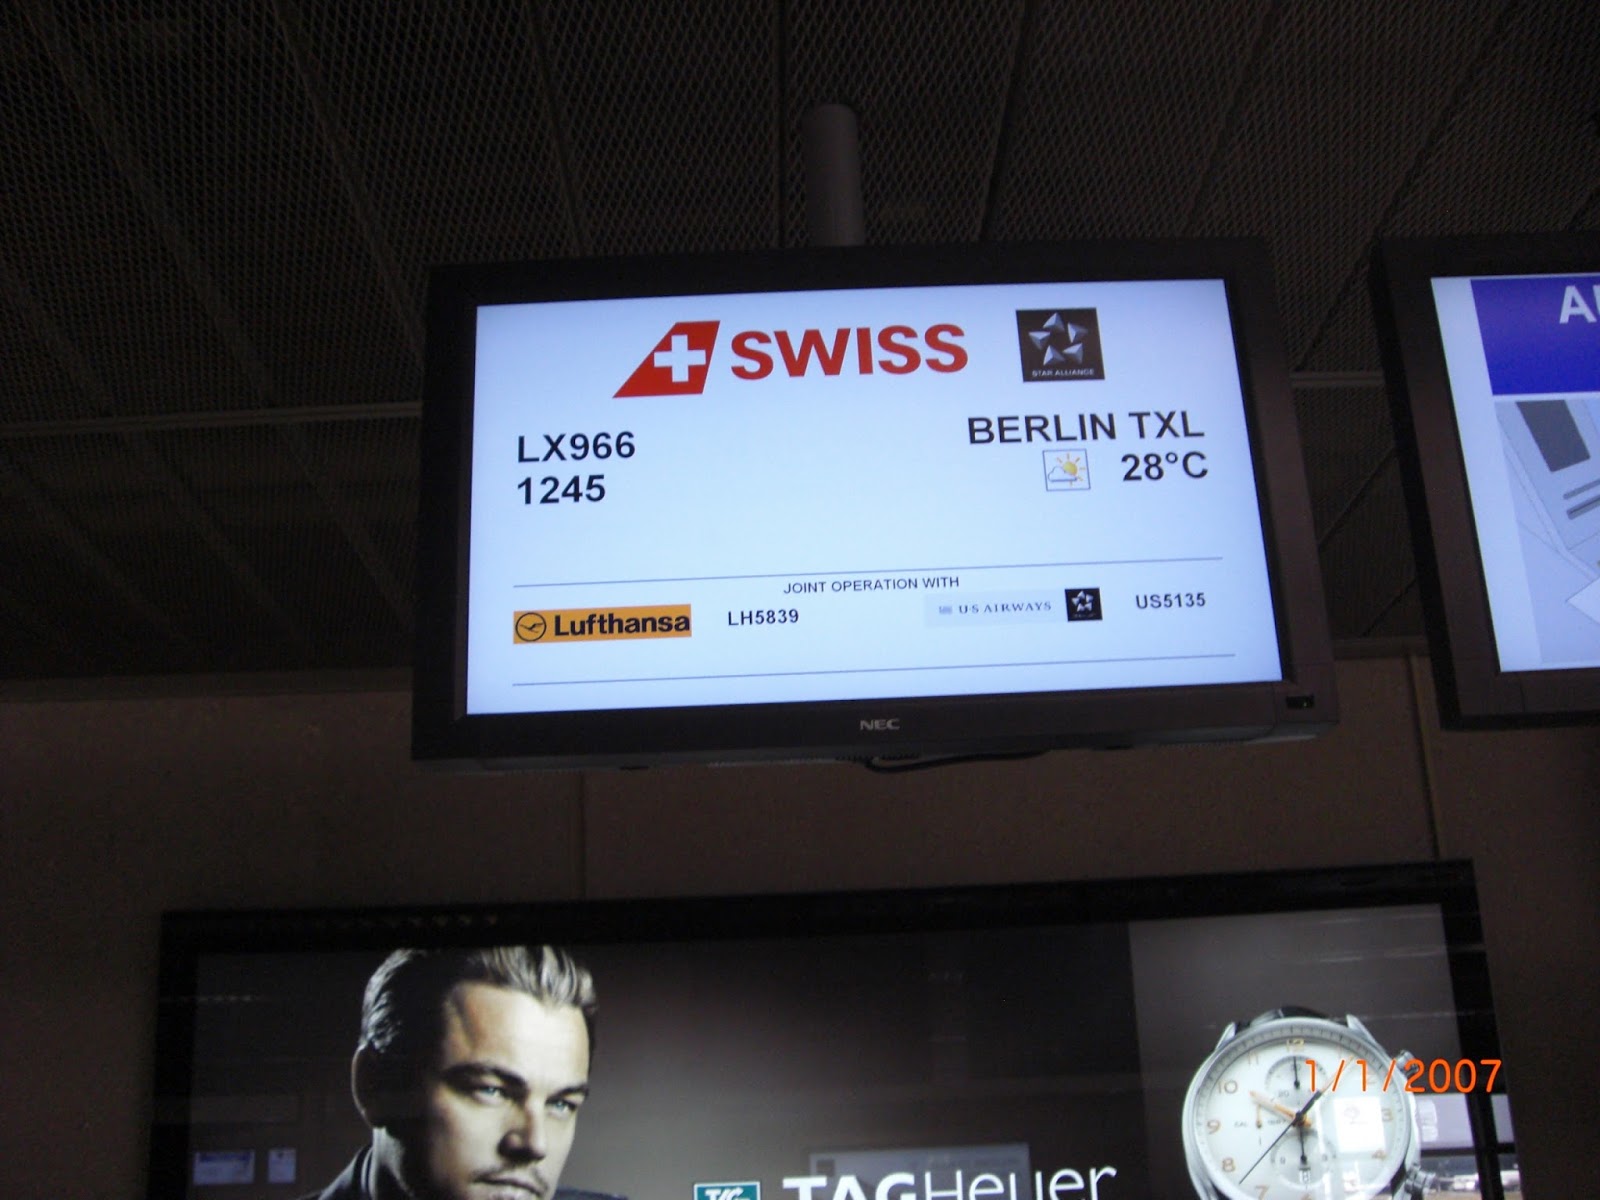 SWISS
STAR ALLIANCE
LX966
BERLIN TXL
1245
28°C
JOINT OPERATION WITH
Lufthansa LH5839
U·S AIRWAYS US5135
NEC
1/1/2007
TAGHeuer